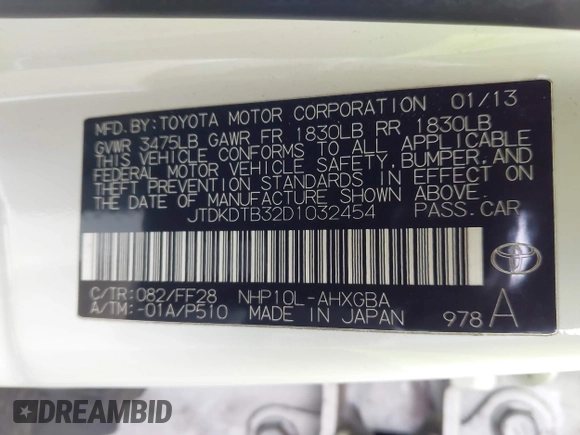 MFD. BY: TOYOTA MOTOR CORPORATION 01/13
GVWR 3475LB GAWR FR 1830LB RR 1830LB
THIS VEHICLE CONFORMS TO ALL APPLICABLE
FEDERAL MOTOR VEHICLE SAFETY, BUMPER, AND
THEFT PREVENTION STANDARDS IN EFFECT ON
THE DATE OF MANUFACTURE SHOWN ABOVE.
JTDKDTB32D1032454 PASS. CAR
C/TR: 082/FF28 NHP10L-AHXGBA
A/TM: -01A/P510 MADE IN JAPAN 978 A
DREAMBID